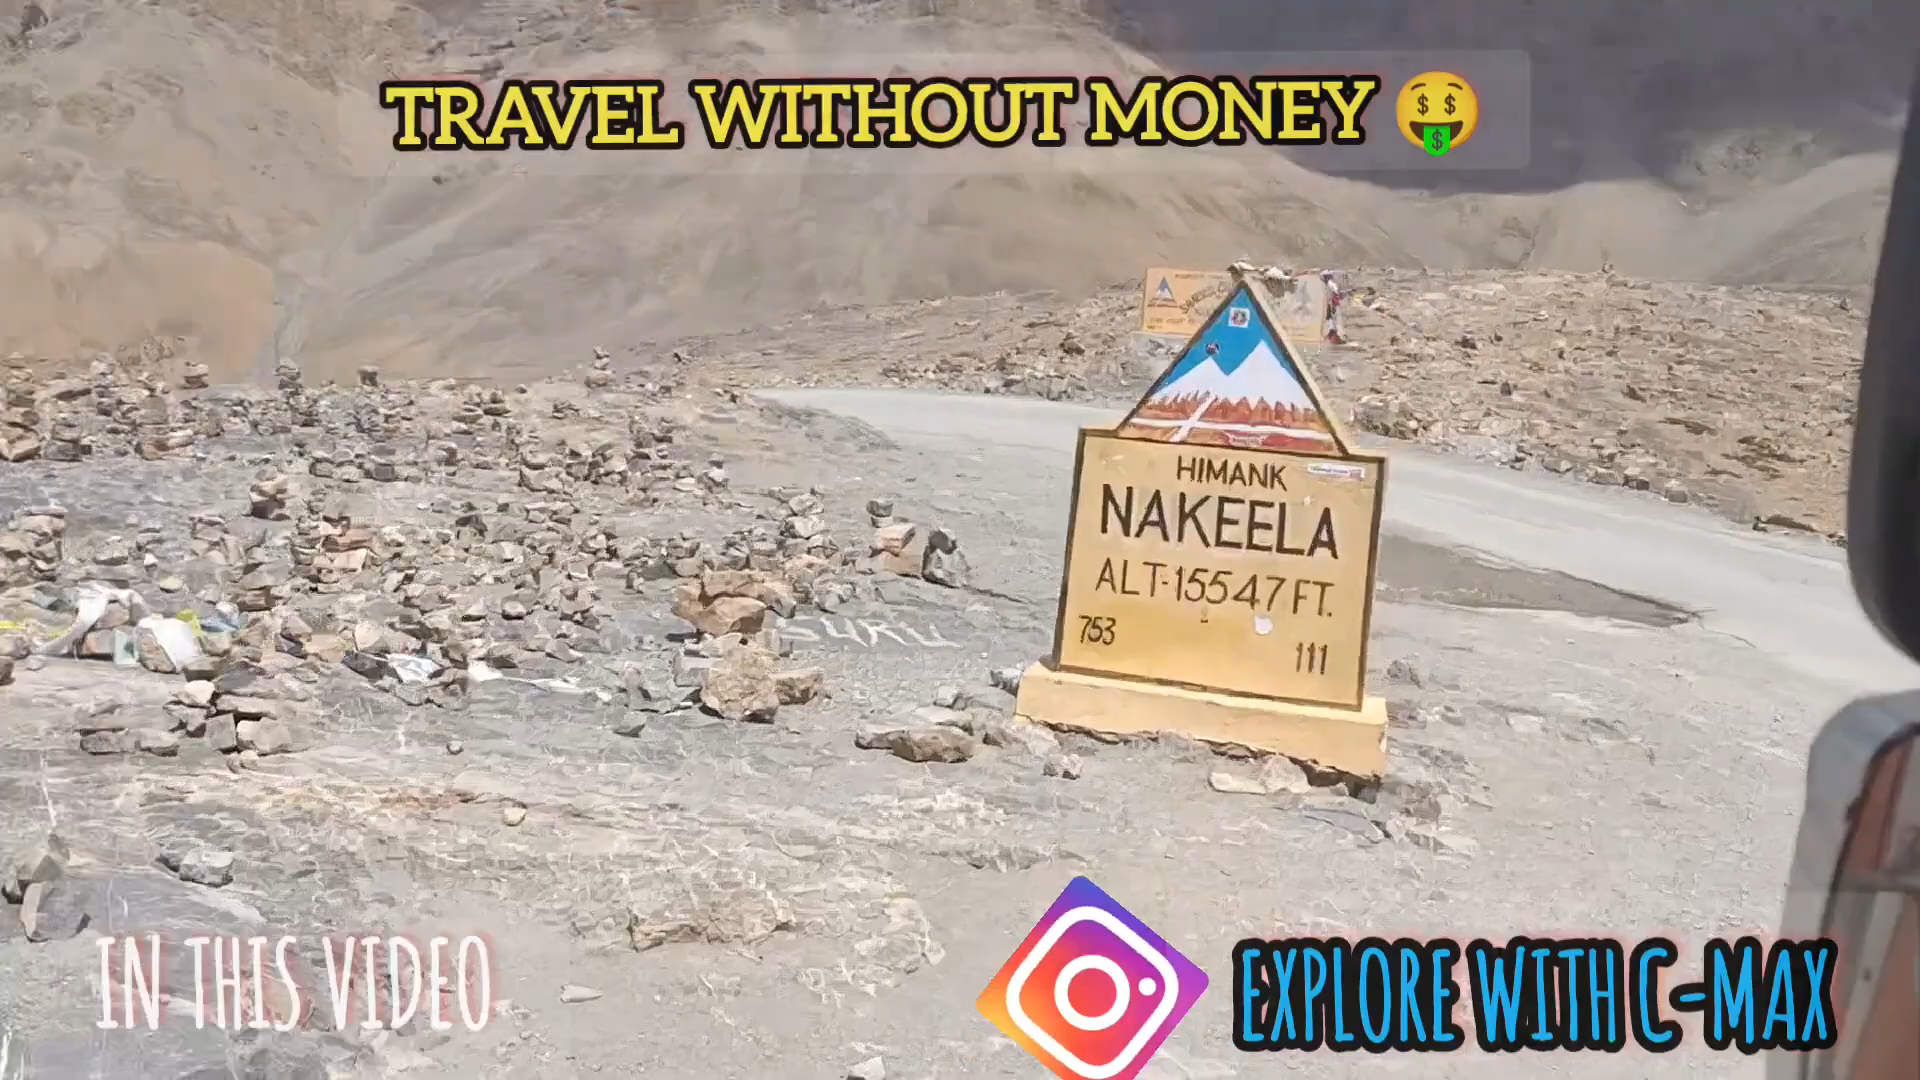 TRAVEL WITHOUT MONEY 🤑
HIMANK
NAKEELA
ALT-15547 FT.
753
111
IN THIS VIDEO
EXPLORE WITH C-MAX